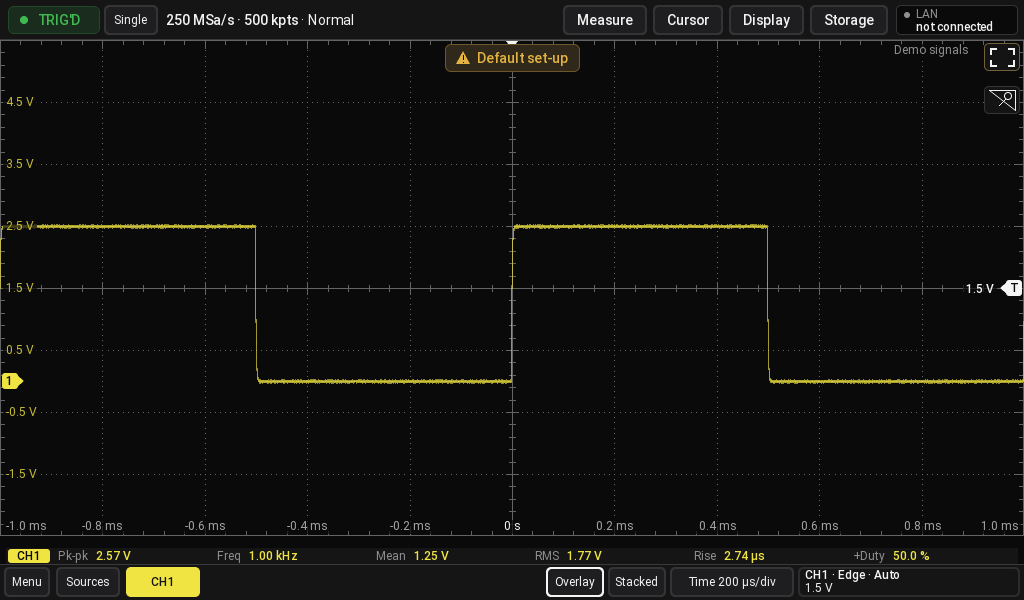 TRIG'D
Single
250 MSa/s · 500 kpts · Normal
Measure
Cursor
Display
Storage
LAN
not connected
Default set-up
Demo signals
4.5 V
3.5 V
2.5 V
1.5 V
1.5 V
T
0.5 V
1
-0.5 V
-1.5 V
-1.0 ms
-0.8 ms
-0.6 ms
-0.4 ms
-0.2 ms
0 s
0.2 ms
0.4 ms
0.6 ms
0.8 ms
1.0 ms
CH1 Pk-pk 2.57 V Freq 1.00 kHz Mean 1.25 V RMS 1.77 V Rise 2.74 µs +Duty 50.0 %
Menu
Sources
CH1
Overlay
Stacked
Time 200 µs/div
CH1 · Edge · Auto
1.5 V